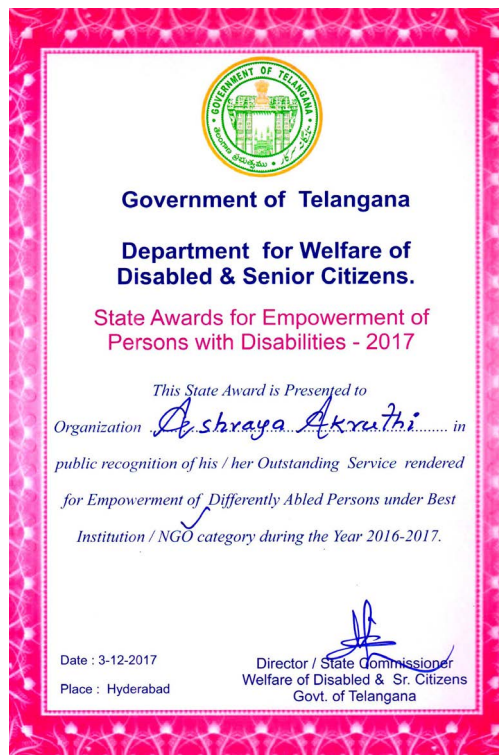 GOVERNMENT OF TELANGANA
తెలంగాణ ప్రభుత్వము
Government of Telangana
Department for Welfare of
Disabled & Senior Citizens.
State Awards for Empowerment of
Persons with Disabilities - 2017
This State Award is Presented to
Organization Aashraya Akruthi in
public recognition of his / her Outstanding Service rendered
for Empowerment of Differently Abled Persons under Best
Institution / NGO category during the Year 2016-2017.
Date : 3-12-2017
Place : Hyderabad
Director / State Commissioner
Welfare of Disabled & Sr. Citizens
Govt. of Telangana